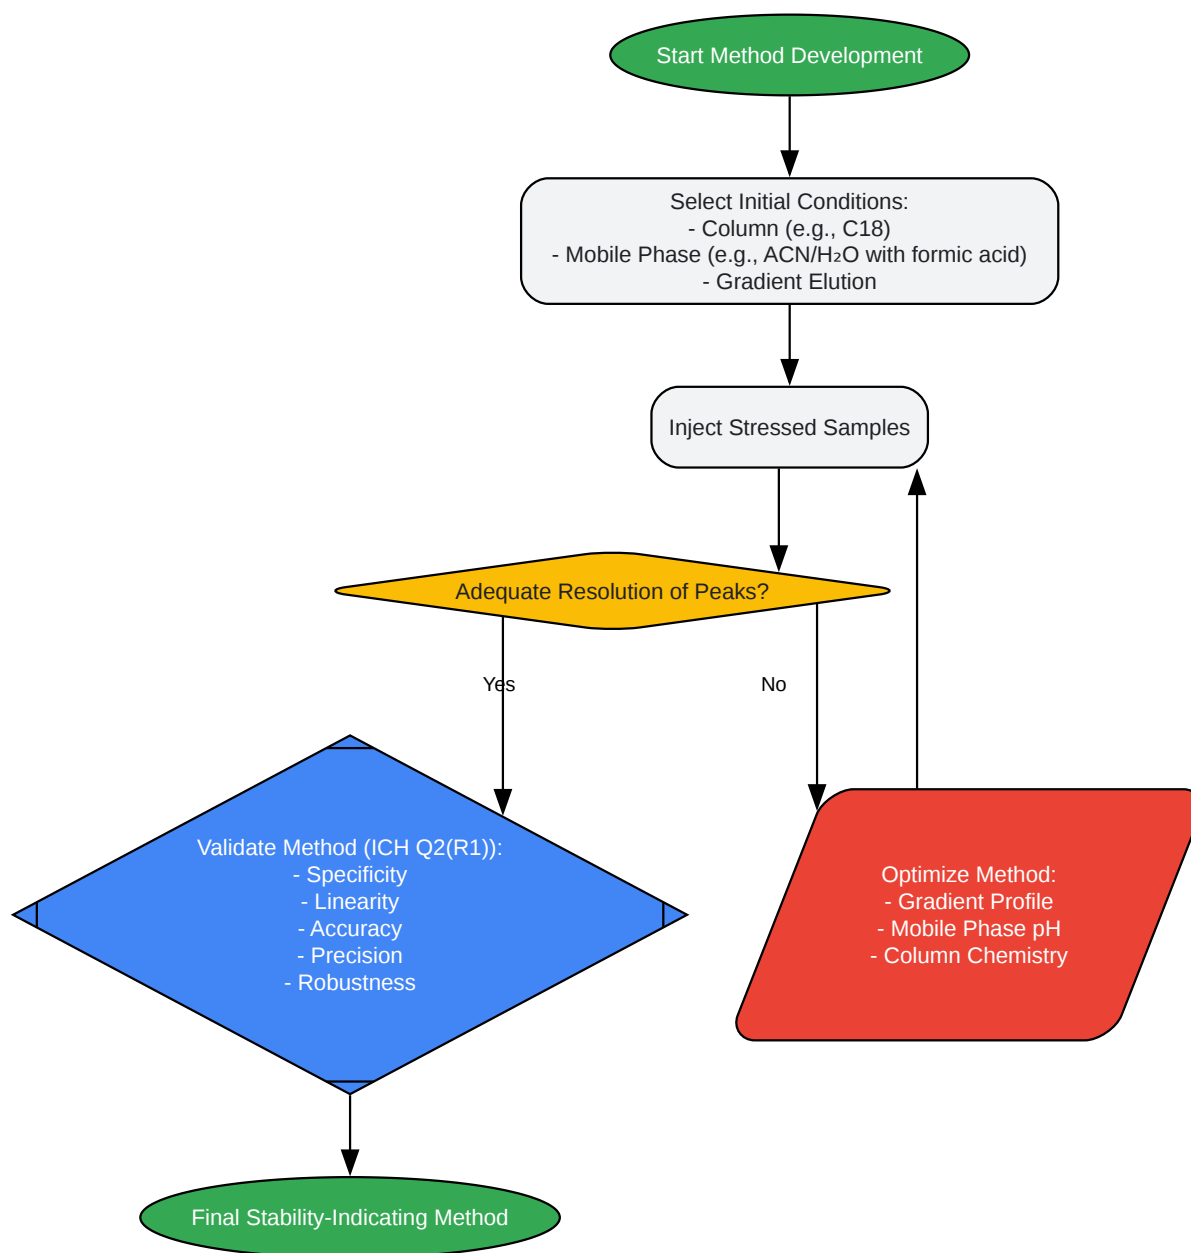 Start Method Development
Select Initial Conditions:
- Column (e.g., C18)
- Mobile Phase (e.g., ACN/H₂O with formic acid)
- Gradient Elution
Inject Stressed Samples
Adequate Resolution of Peaks?
Yes
No
Validate Method (ICH Q2(R1)):
- Specificity
- Linearity
- Accuracy
- Precision
- Robustness
Optimize Method:
- Gradient Profile
- Mobile Phase pH
- Column Chemistry
Final Stability-Indicating Method